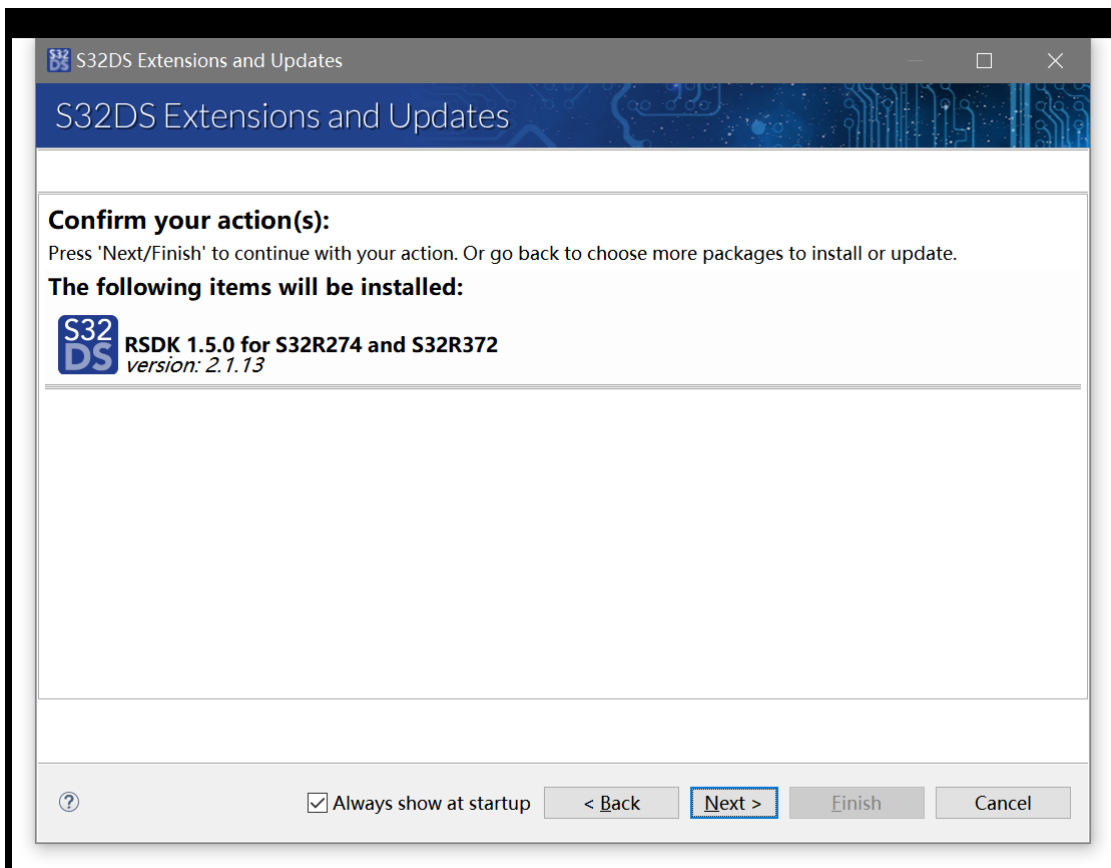 S32DS Extensions and Updates
S32DS Extensions and Updates
Confirm your action(s):
Press 'Next/Finish' to continue with your action. Or go back to choose more packages to install or update.
The following items will be installed:
S32
DS
RSDK 1.5.0 for S32R274 and S32R372
version: 2.1.13
? Always show at startup < Back Next > Finish Cancel